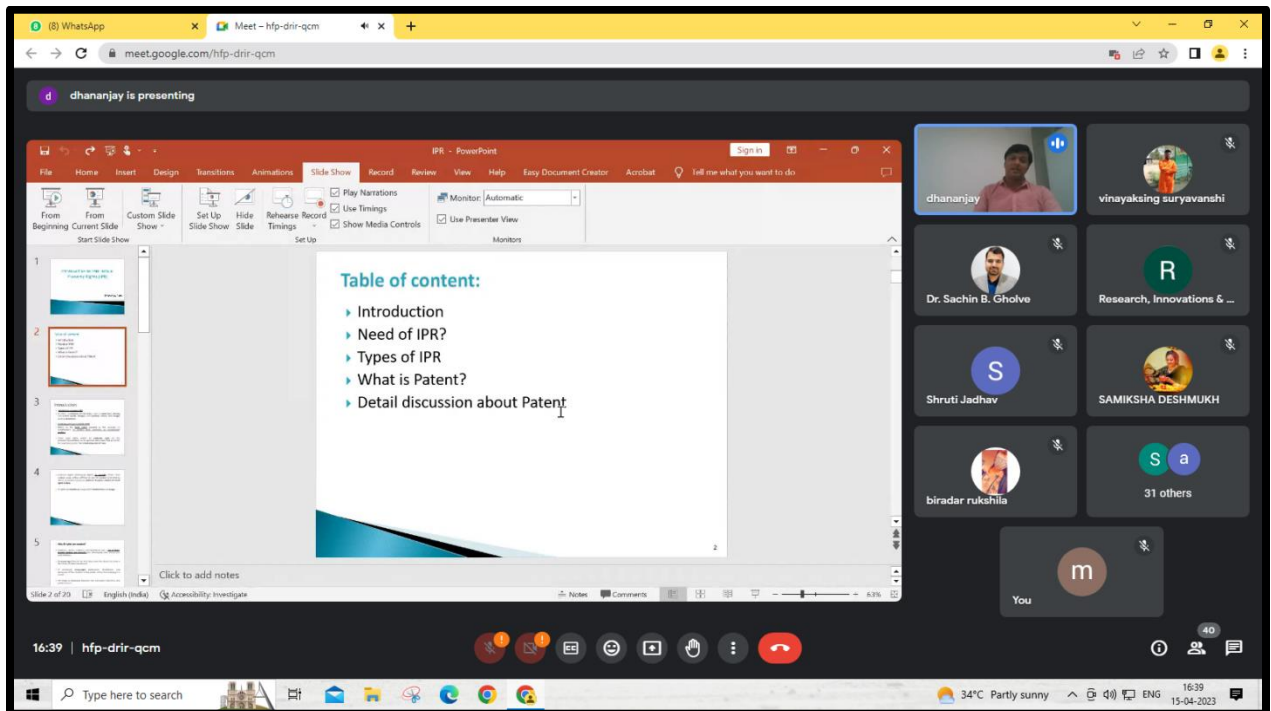 (8) WhatsApp
Meet – hfp-drir-qcm
meet.google.com/hfp-drir-qcm
d dhananjay is presenting
IPR - PowerPoint
Sign in
File Home Insert Design Transitions Animations Slide Show Record Review View Help Easy Document Creator Acrobat Tell me what you want to do
From Beginning
From Current Slide
Custom Slide Show
Start Slide Show
Set Up Slide Show
Hide Slide
Rehearse Timings
Record
Play Narrations
Use Timings
Show Media Controls
Set Up
Monitor: Automatic
Use Presenter View
Monitors
1
2
3
4
5
Table of content:
Introduction
Need of IPR?
Types of IPR
What is Patent?
Detail discussion about Patent
2
Click to add notes
Slide 2 of 20 English (India) Accessibility: Investigate Notes Comments 63%
dhananjay
vinayaksing suryavanshi
Dr. Sachin B. Gholve
R
Research, Innovations & ...
S
Shruti Jadhav
SAMIKSHA DESHMUKH
biradar rukshila
S a
31 others
m
You
16:39 | hfp-drir-qcm
CC
40
Type here to search
34°C Partly sunny
ENG
16:39
15-04-2023